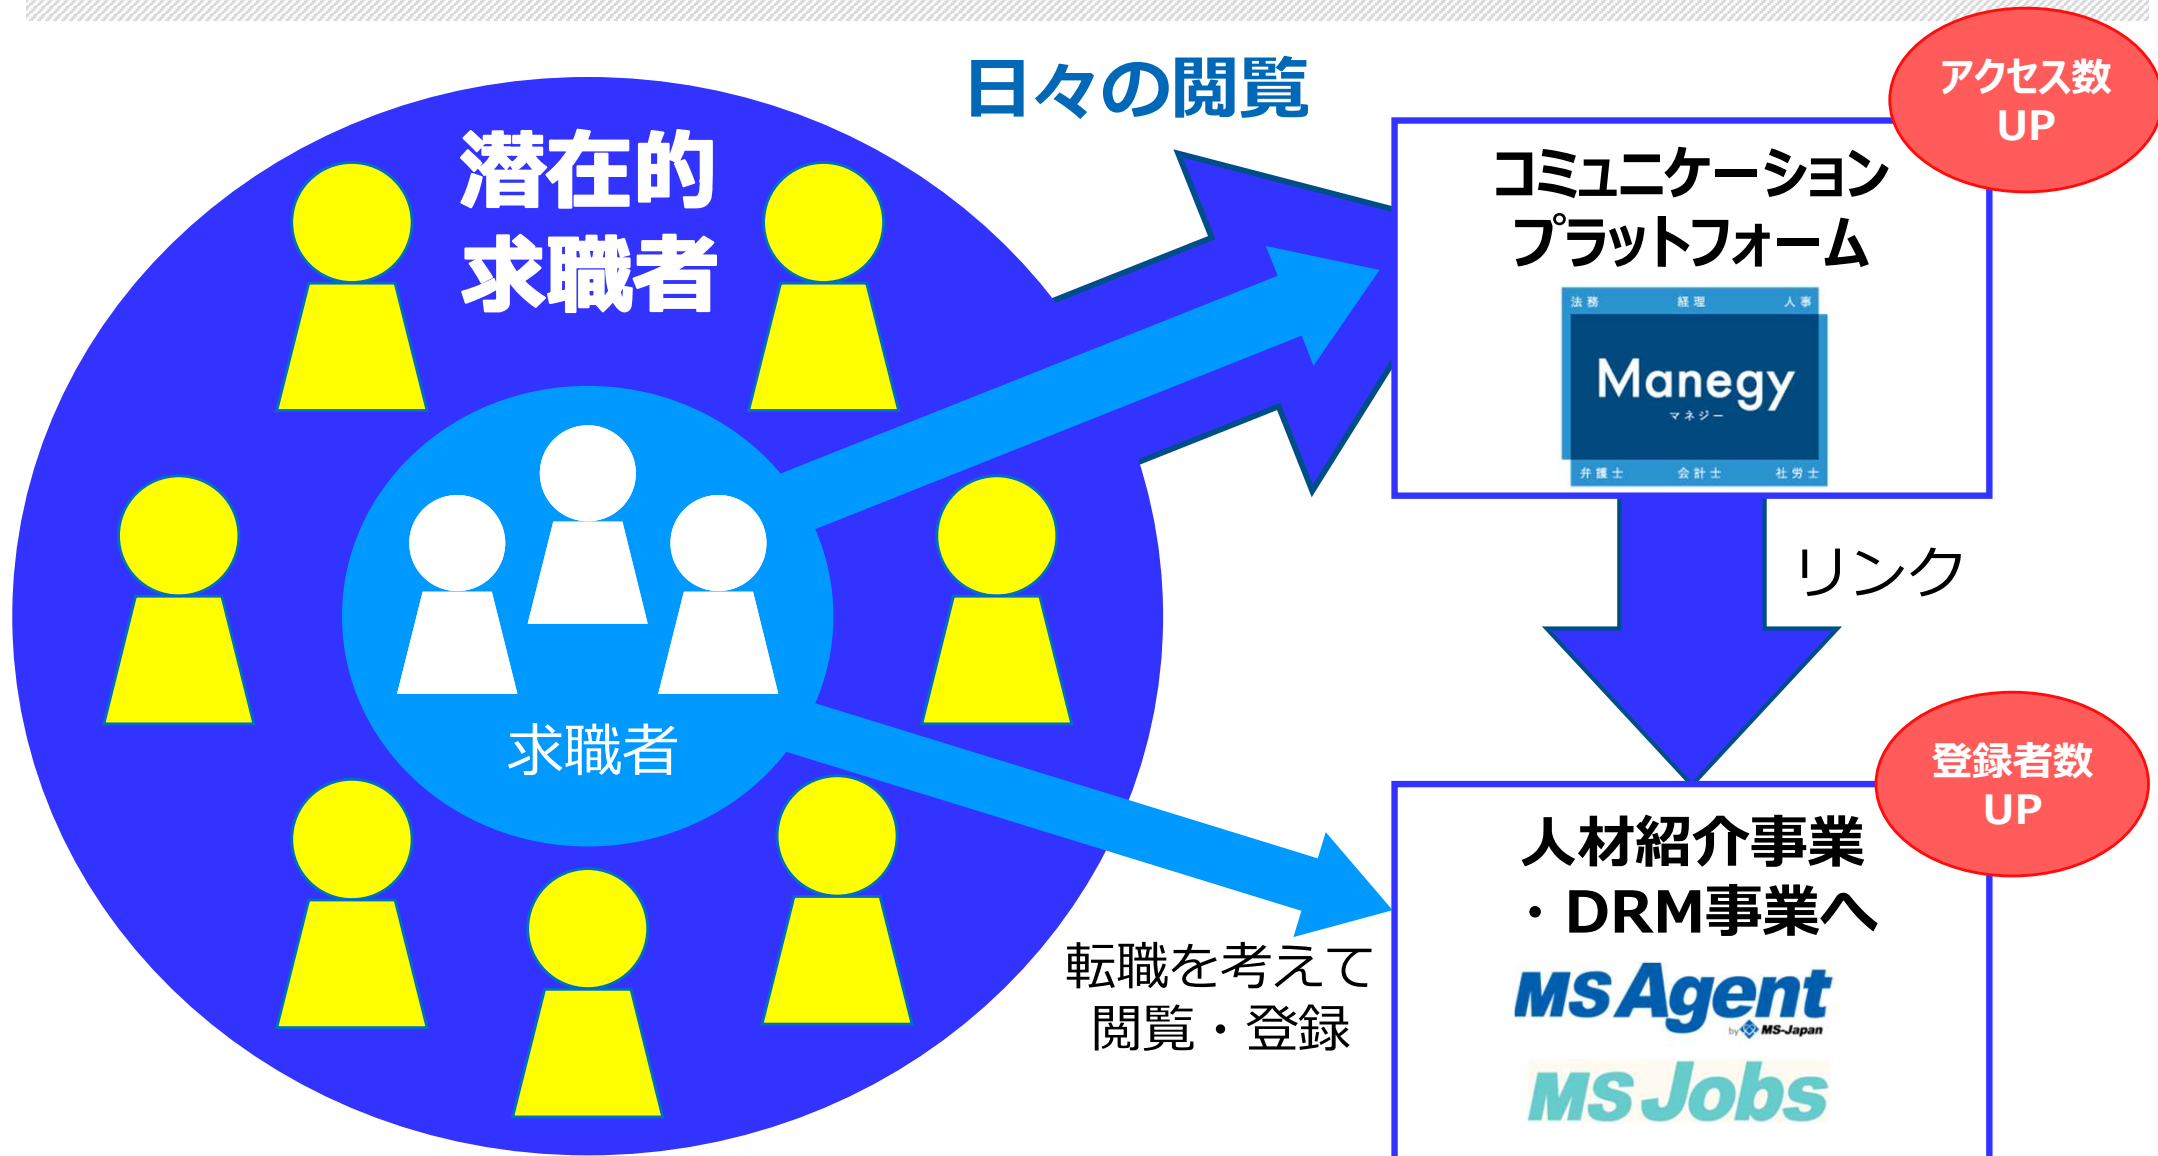 日々の閲覧
アクセス数
UP
潜在的
求職者
コミュニケーション
プラットフォーム
法務 経理 人事
Manegy
マネジー
弁護士 会計士 社労士
リンク
求職者
登録者数
UP
人材紹介事業
・DRM事業へ
転職を考えて
閲覧・登録
MS Agent
by MS-Japan
MS Jobs